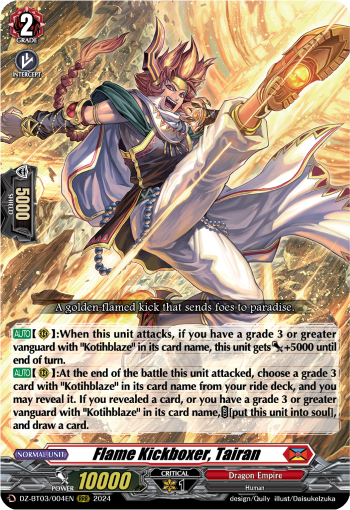 2
GRADE
INTERCEPT
5000
SHIELD
A golden-flamed kick that sends foes to paradise.
AUTO【 】:When this unit attacks, if you have a grade 3 or greater
vanguard with "Kotihblaze" in its card name, this unit gets +5000 until
end of turn.
AUTO【 】:At the end of the battle this unit attacked, choose a grade 3
card with "Kotihblaze" in its card name from your ride deck, and you
may reveal it. If you revealed a card, or you have a grade 3 or greater
vanguard with "Kotihblaze" in its card name, [put this unit into soul],
and draw a card.
NORMAL UNIT
Flame Kickboxer, Tairan
POWER 10000
CRITICAL
1
Dragon Empire
Human
D DZ-BT03/004EN RRR 2024
design/Quily illust/DaisukeIzuka